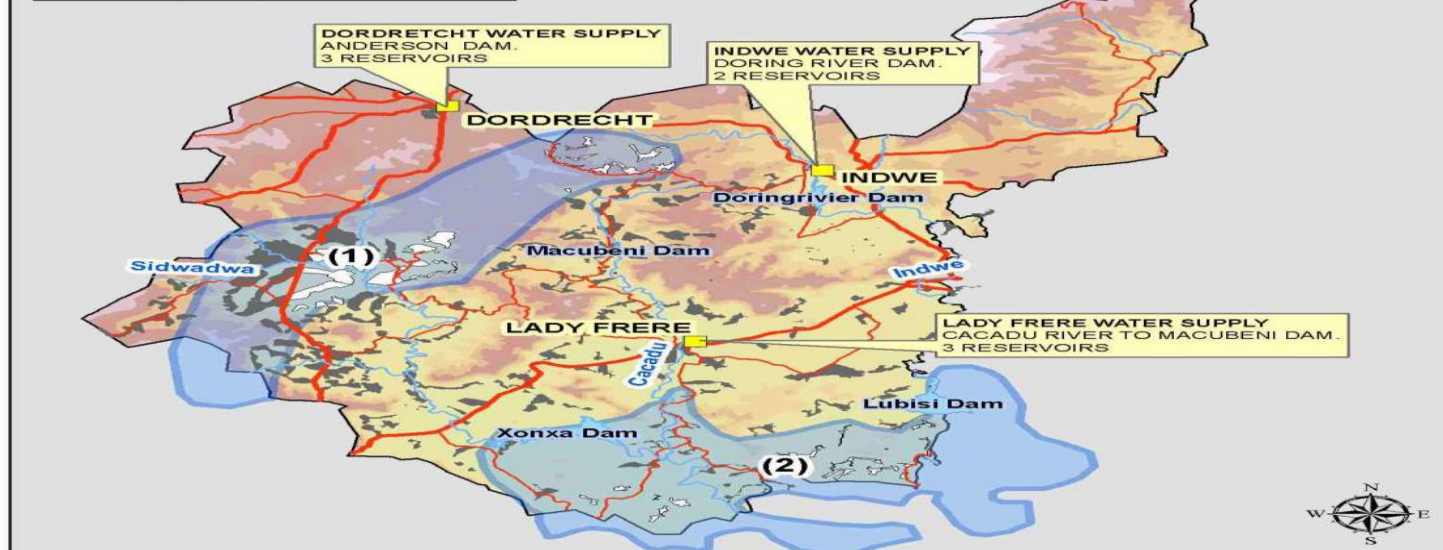 DORDRETCHT WATER SUPPLY
ANDERSON DAM.
3 RESERVOIRS
INDWE WATER SUPPLY
DORING RIVER DAM.
2 RESERVOIRS
DORDRECHT
INDWE
Doringrivier Dam
Macubeni Dam
(1)
Sidwadwa
Indwe
LADY FRERE
LADY FRERE WATER SUPPLY
CACADU RIVER TO MACUBENI DAM.
3 RESERVOIRS
Cacadu
Lubisi Dam
Xonxa Dam
(2)
N
W
E
S